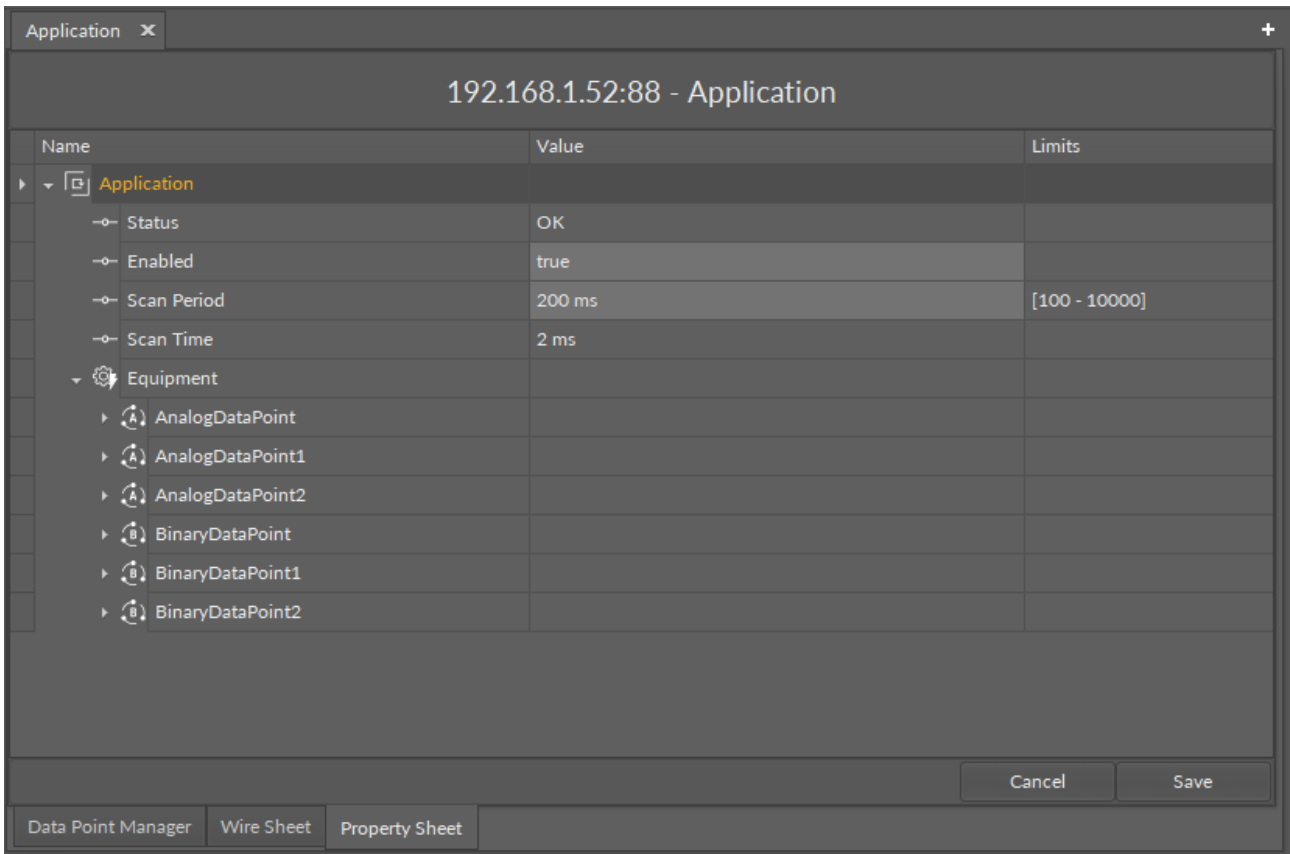 Application
192.168.1.52:88 - Application
Name Value Limits
Application
Status OK
Enabled true
Scan Period 200 ms [100 - 10000]
Scan Time 2 ms
Equipment
A AnalogDataPoint
A AnalogDataPoint1
A AnalogDataPoint2
B BinaryDataPoint
B BinaryDataPoint1
B BinaryDataPoint2
Cancel Save
Data Point Manager Wire Sheet Property Sheet